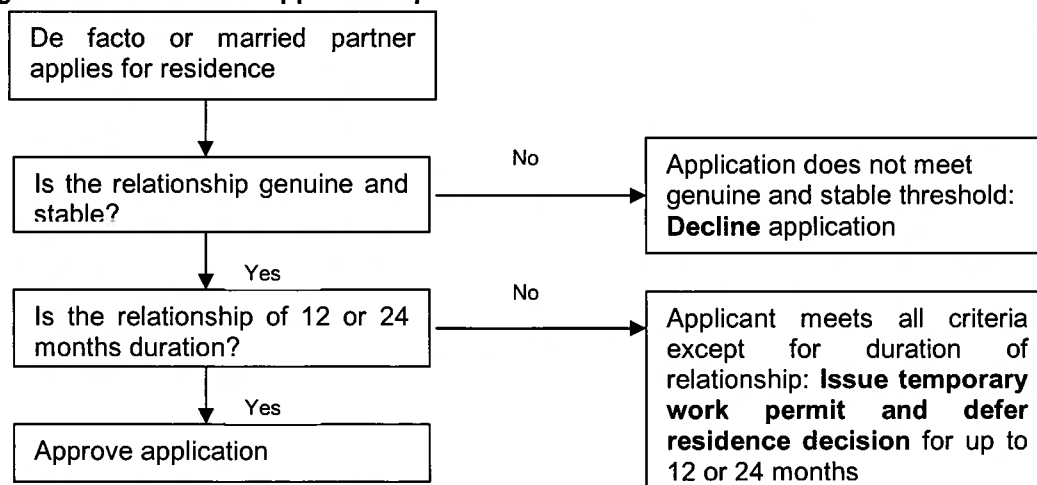 De facto or married partner
applies for residence
Is the relationship genuine and
stable?
No
Application does not meet
genuine and stable threshold:
Decline application
Yes
Is the relationship of 12 or 24
months duration?
No
Applicant meets all criteria
except for duration of
relationship: Issue temporary
work permit and defer
residence decision for up to
12 or 24 months
Yes
Approve application